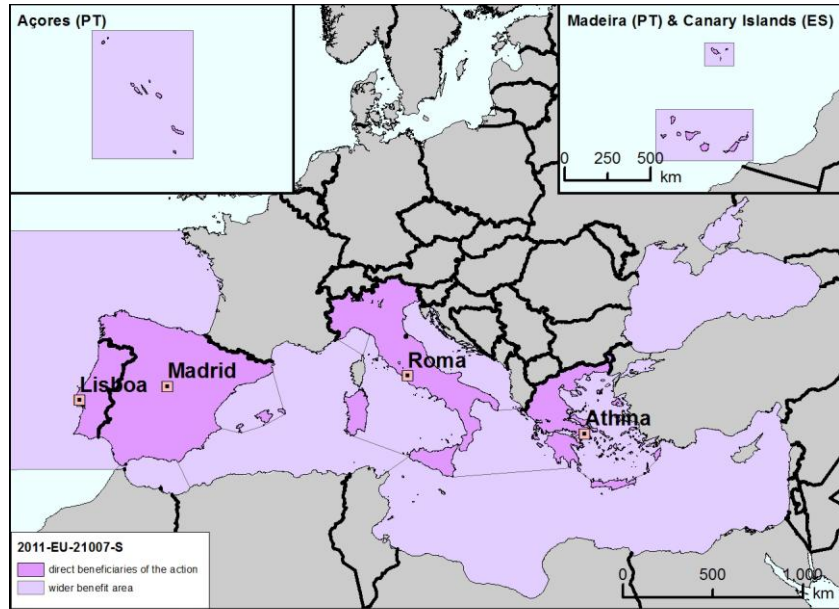 Açores (PT)
Madeira (PT) & Canary Islands (ES)
0 250 500
km
Lisboa
Madrid
Roma
Athina
2011-EU-21007-S
direct beneficiaries of the action
wider benefit area
0 500 1,000
km